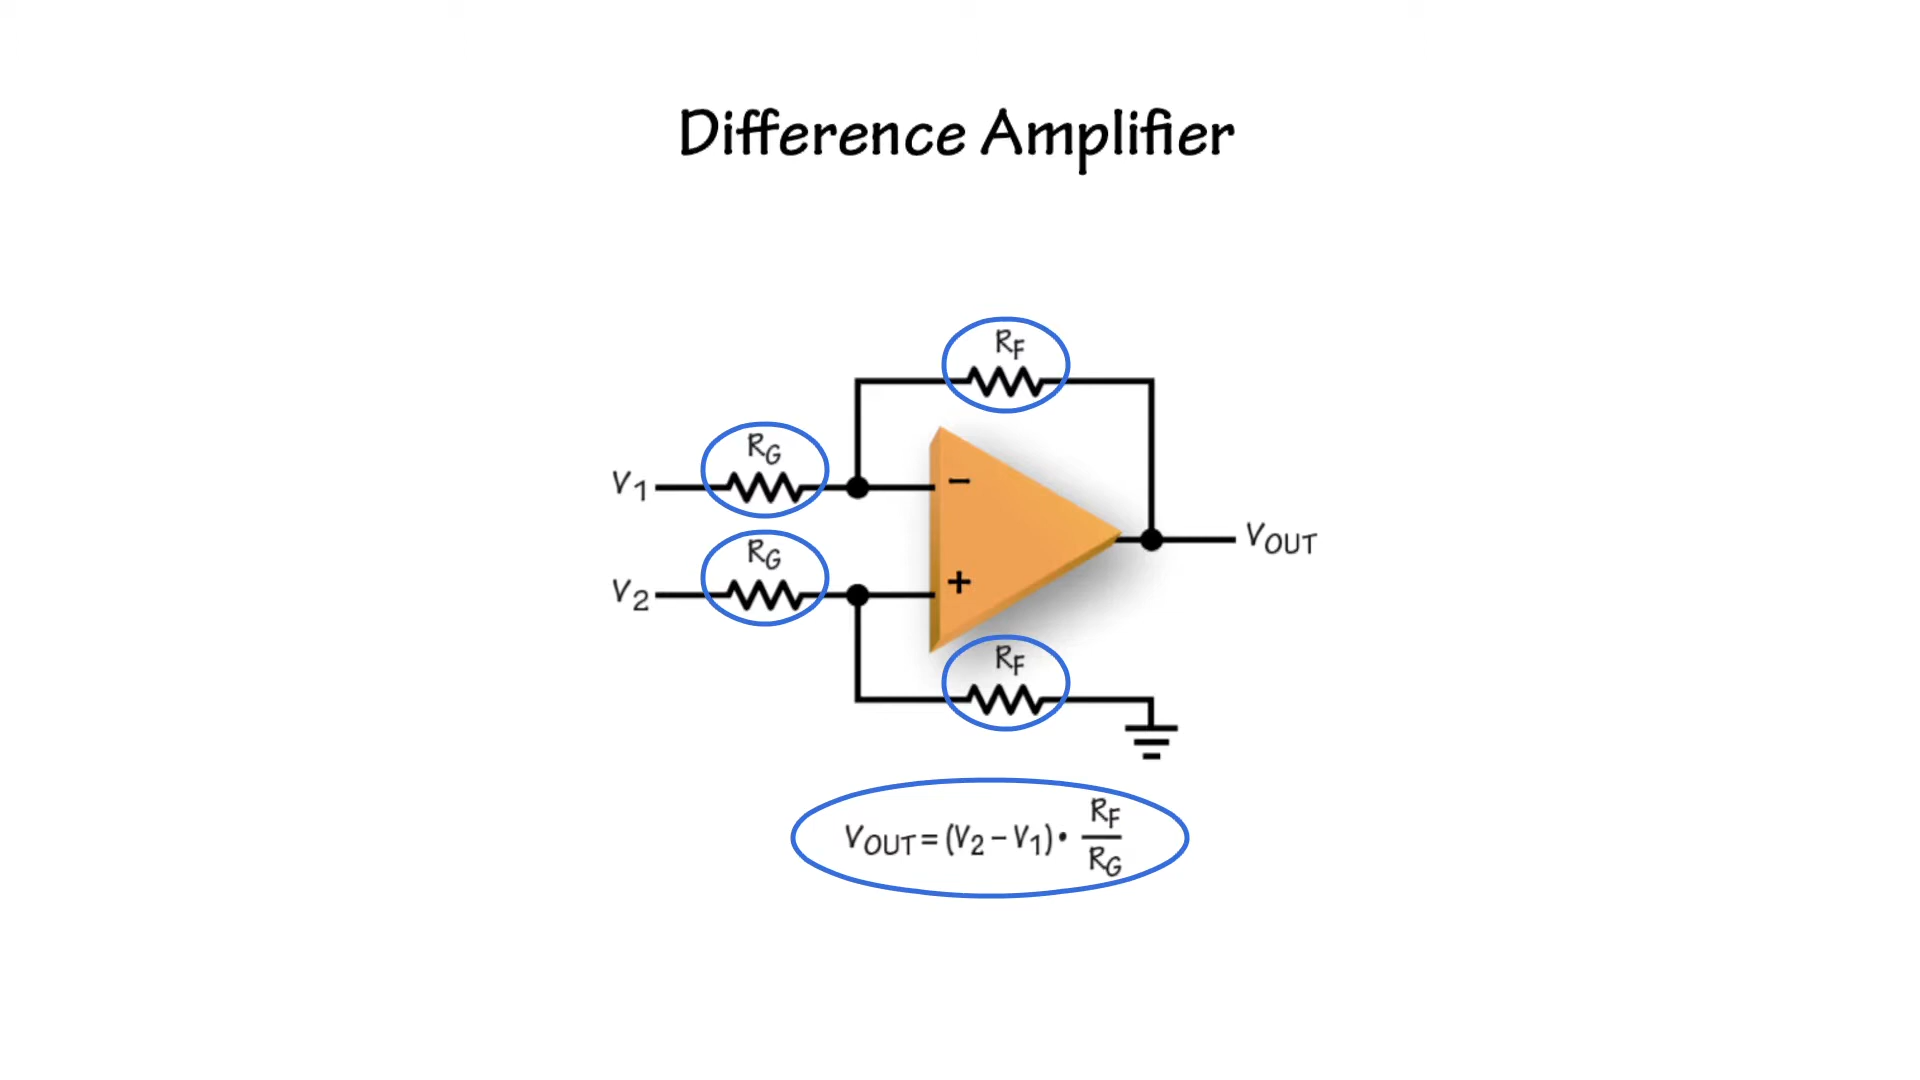 Difference Amplifier
RF
RG
V1
−
VOUT
RG
V2
+
RF
VOUT = (V2 − V1) • RF / RG